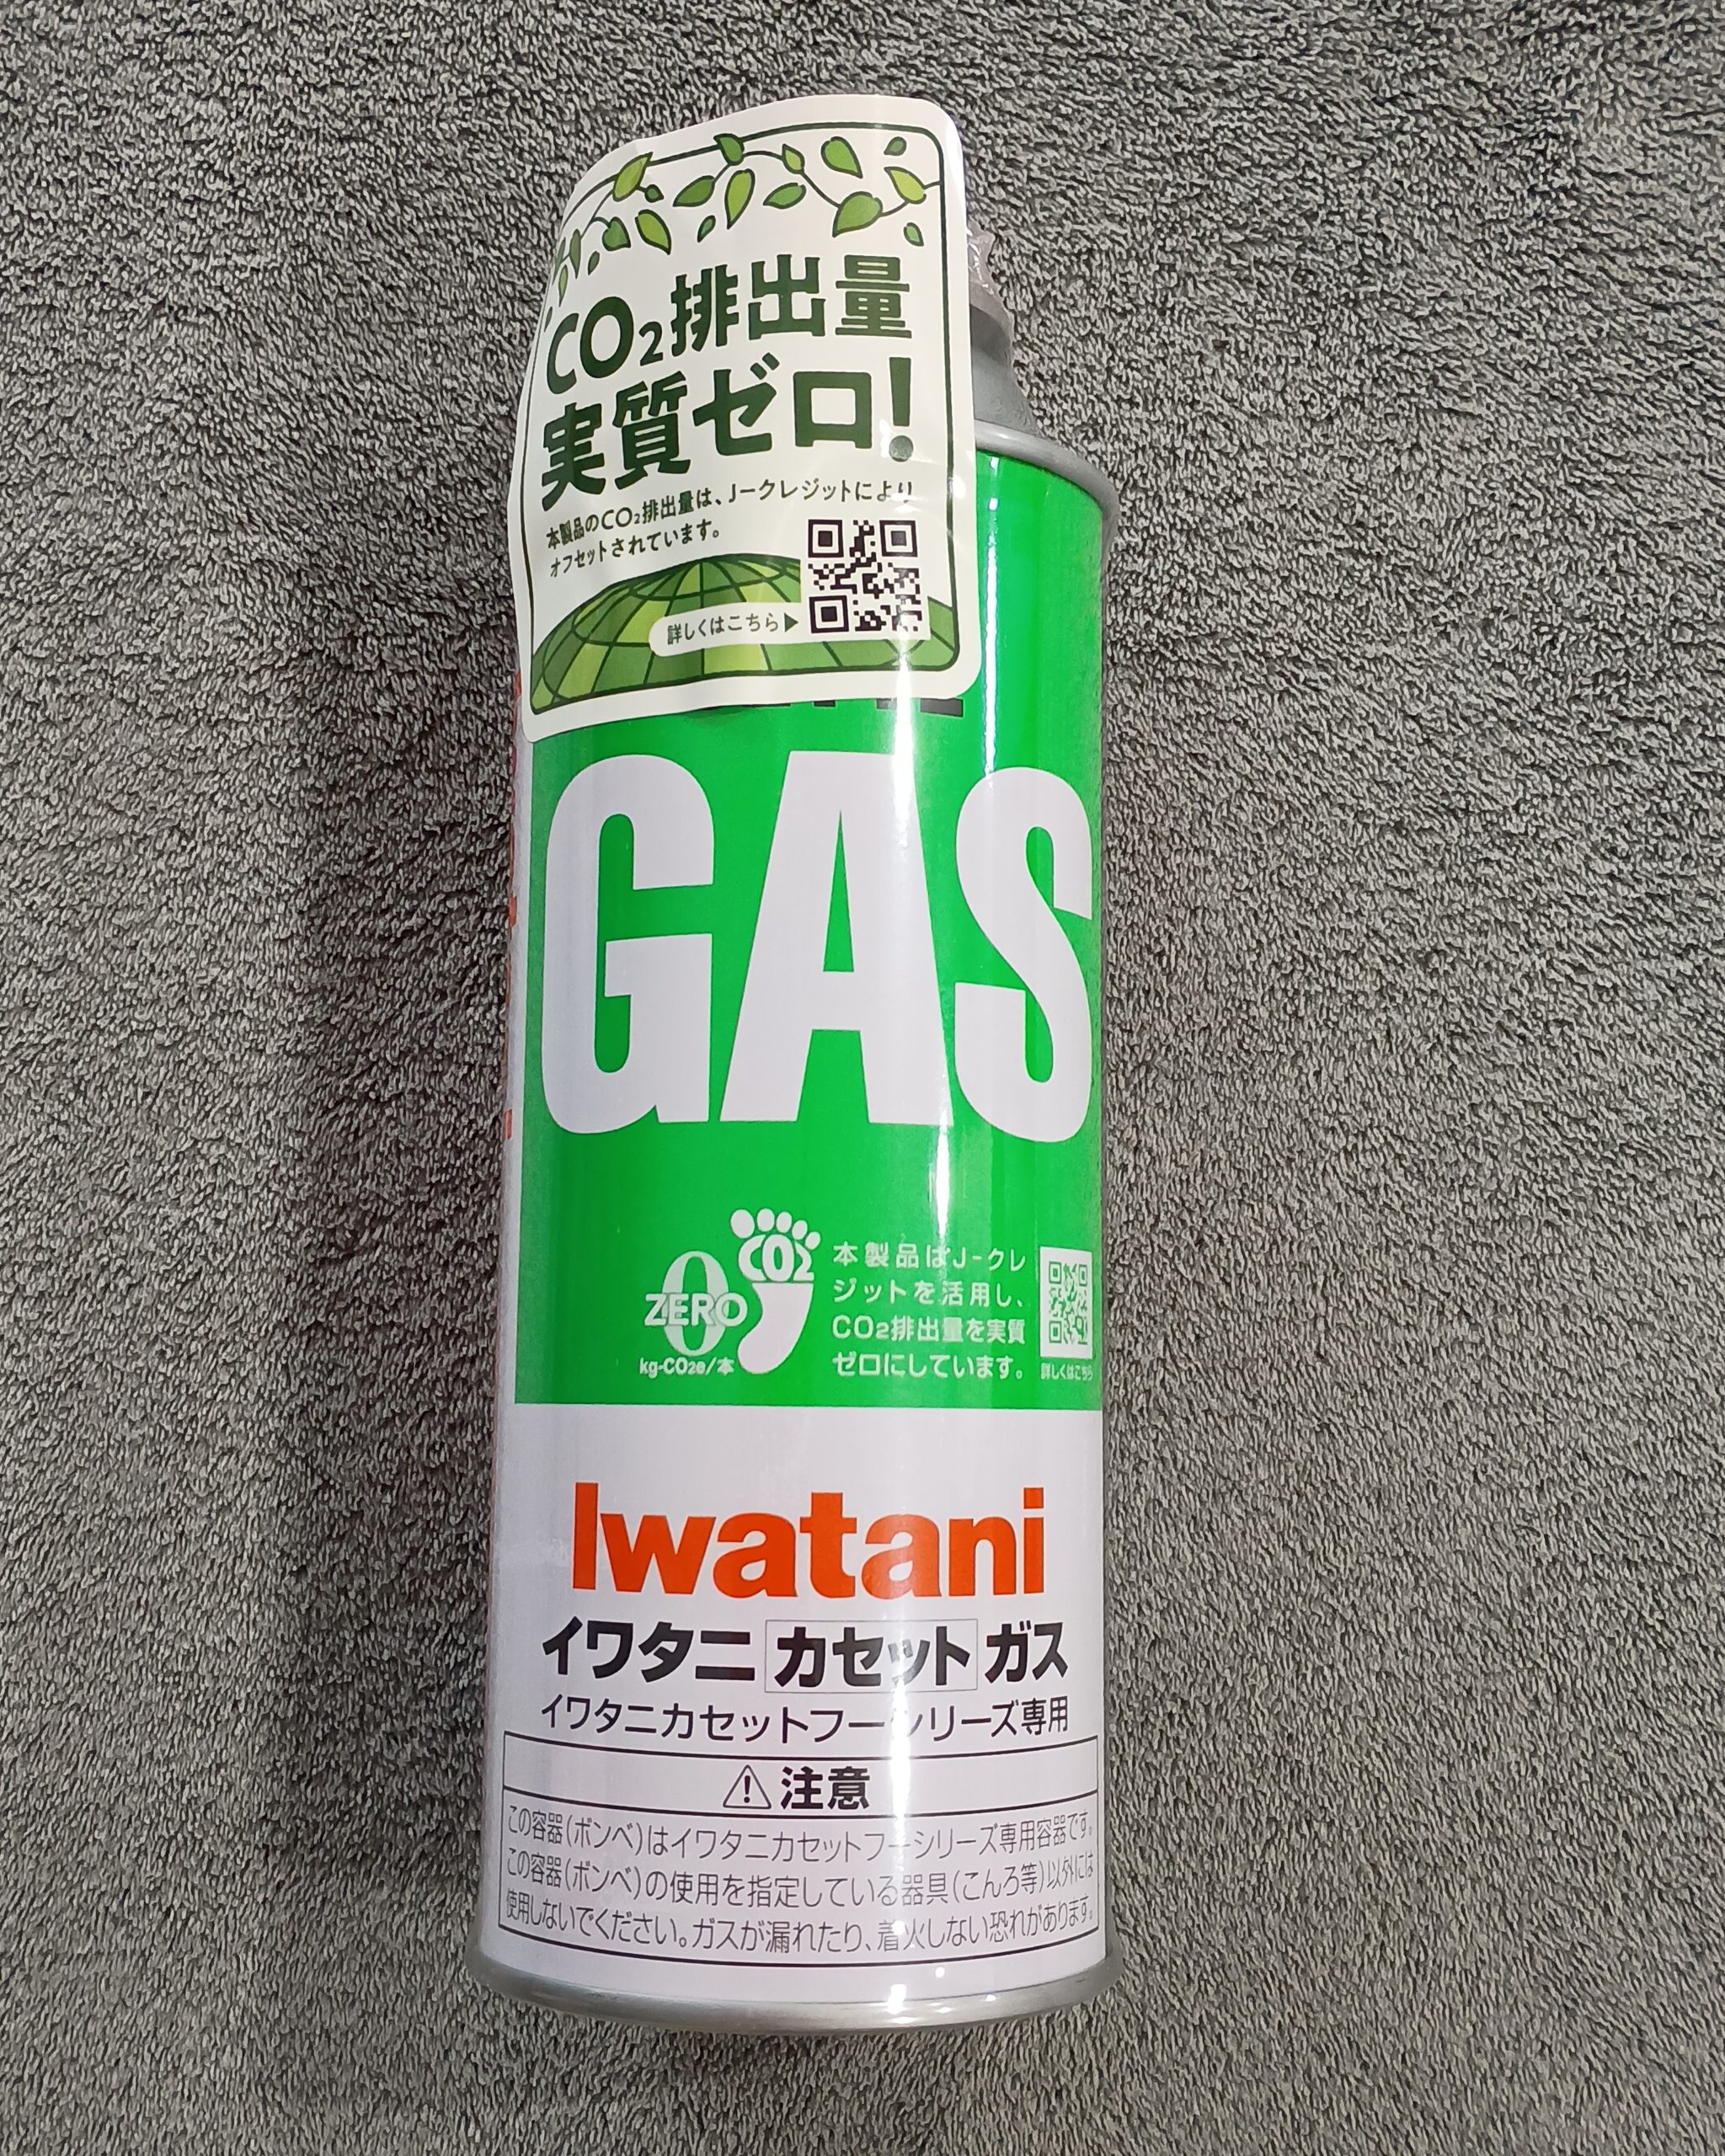 CO₂排出量
実質ゼロ!
本製品のCO₂排出量は、J-クレジットにより
オフセットされています。
詳しくはこちら▶
GAS
0
ZERO
kg-CO2e/本
CO2
本製品はJ-クレ
ジットを活用し、
CO2排出量を実質
ゼロにしています。
詳しくはこちら
Iwatani
イワタニカセットガス
イワタニカセットフーシリーズ専用
⚠注意
この容器(ボンベ)はイワタニカセットフーシリーズ専用容器です。
この容器(ボンベ)の使用を指定している器具(こんろ等)以外には
使用しないでください。ガスが漏れたり、着火しない恐れがあります。